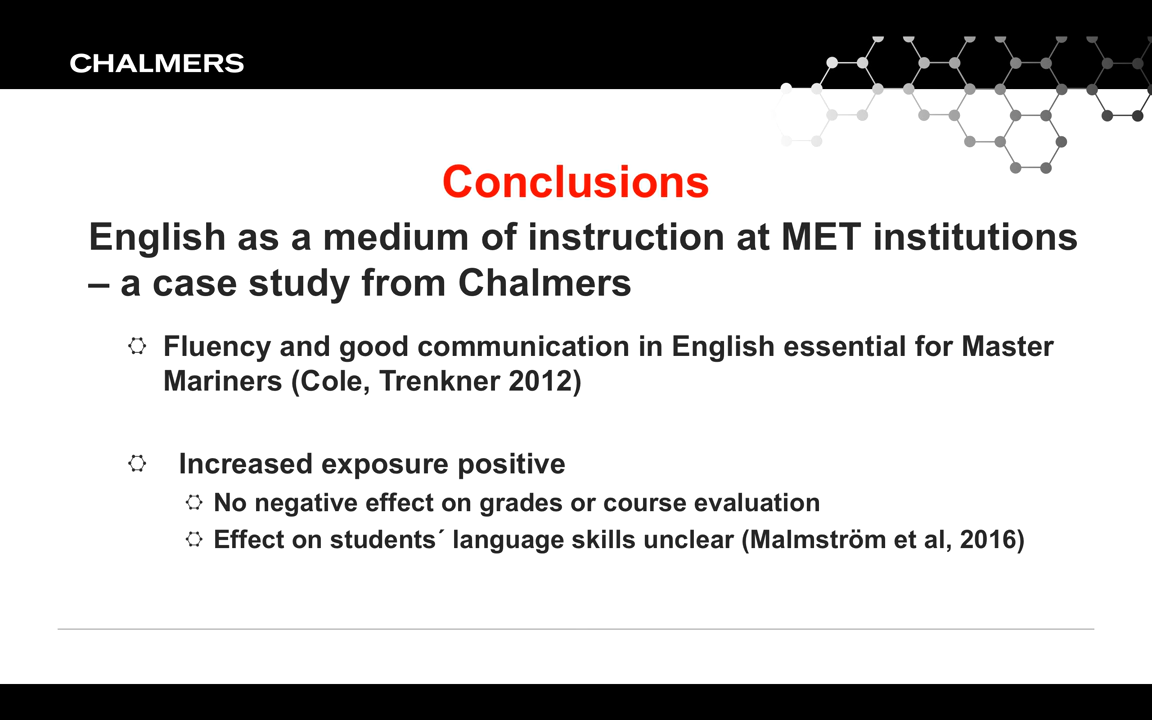 CHALMERS
Conclusions
English as a medium of instruction at MET institutions
– a case study from Chalmers
Fluency and good communication in English essential for Master
Mariners (Cole, Trenkner 2012)
Increased exposure positive
No negative effect on grades or course evaluation
Effect on students´ language skills unclear (Malmström et al, 2016)